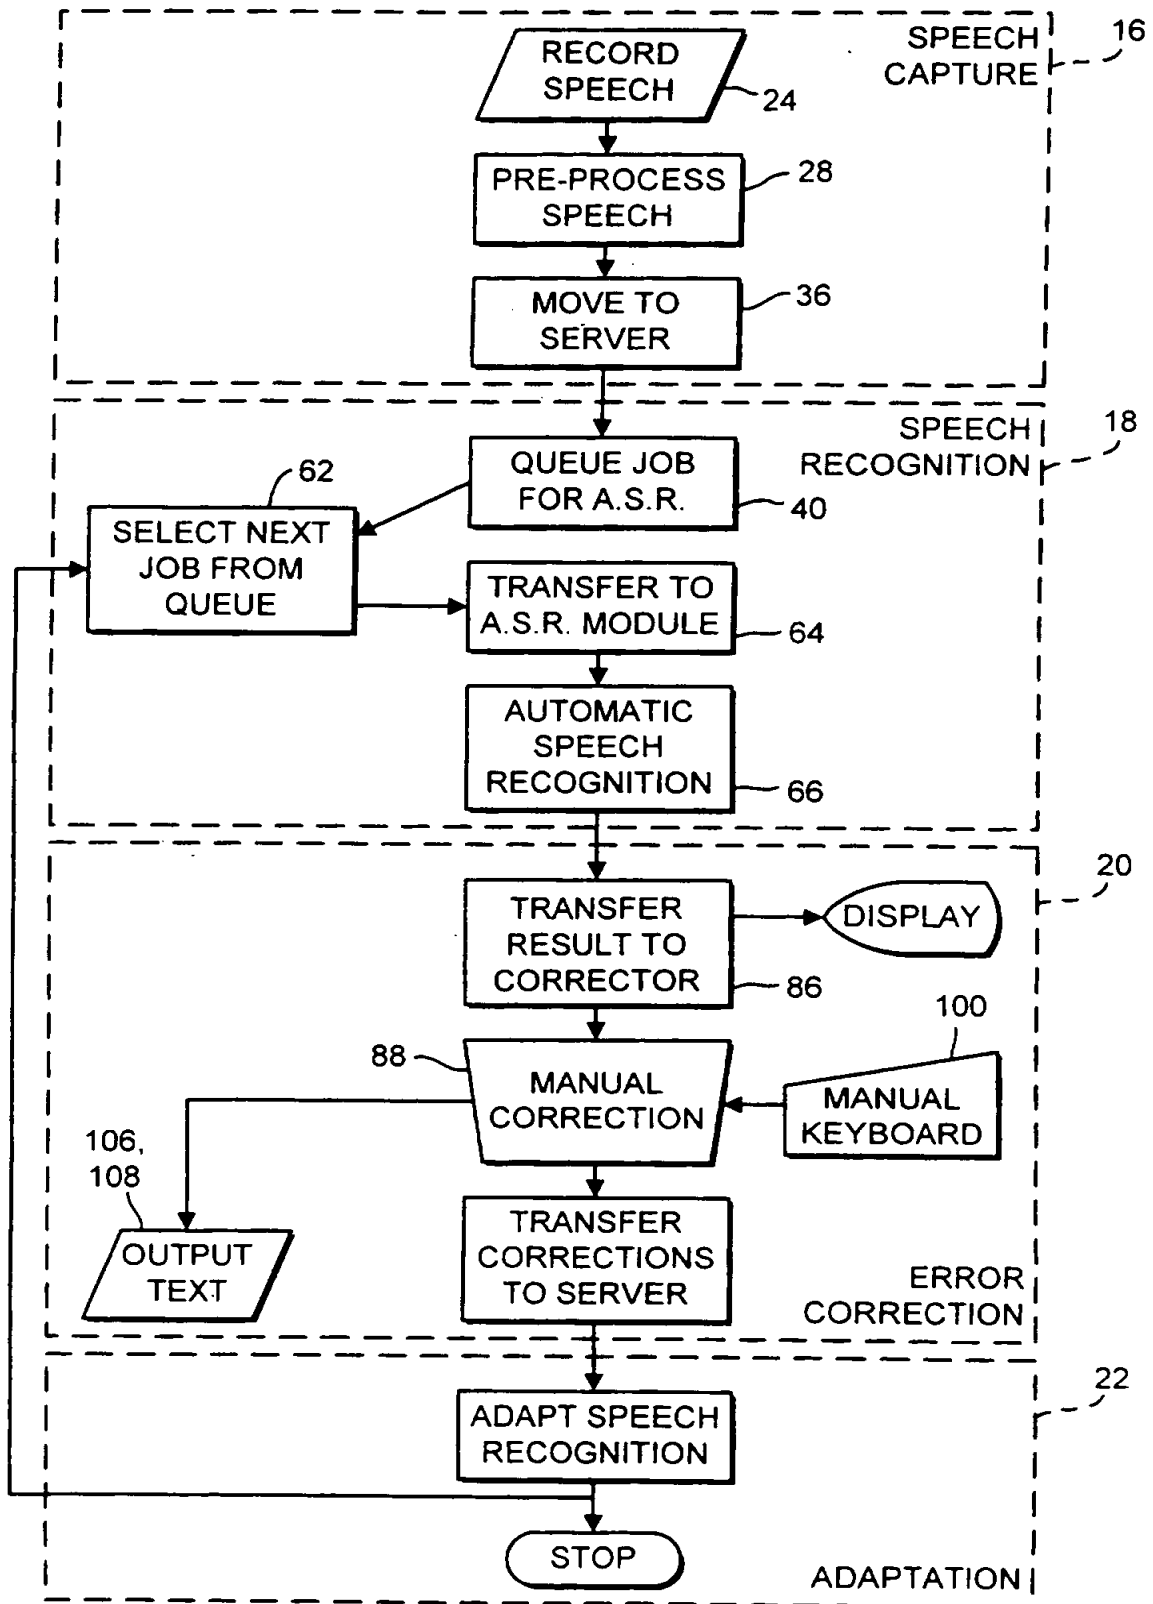 RECORD
SPEECH
24
SPEECH
CAPTURE
16
PRE-PROCESS
SPEECH
28
MOVE TO
SERVER
36
SPEECH
RECOGNITION
18
QUEUE JOB
FOR A.S.R.
40
62
SELECT NEXT
JOB FROM
QUEUE
TRANSFER TO
A.S.R. MODULE
64
AUTOMATIC
SPEECH
RECOGNITION
66
20
TRANSFER
RESULT TO
CORRECTOR
86
DISPLAY
100
88
MANUAL
CORRECTION
MANUAL
KEYBOARD
106,
108
OUTPUT
TEXT
TRANSFER
CORRECTIONS
TO SERVER
ERROR
CORRECTION
22
ADAPT SPEECH
RECOGNITION
STOP
ADAPTATION